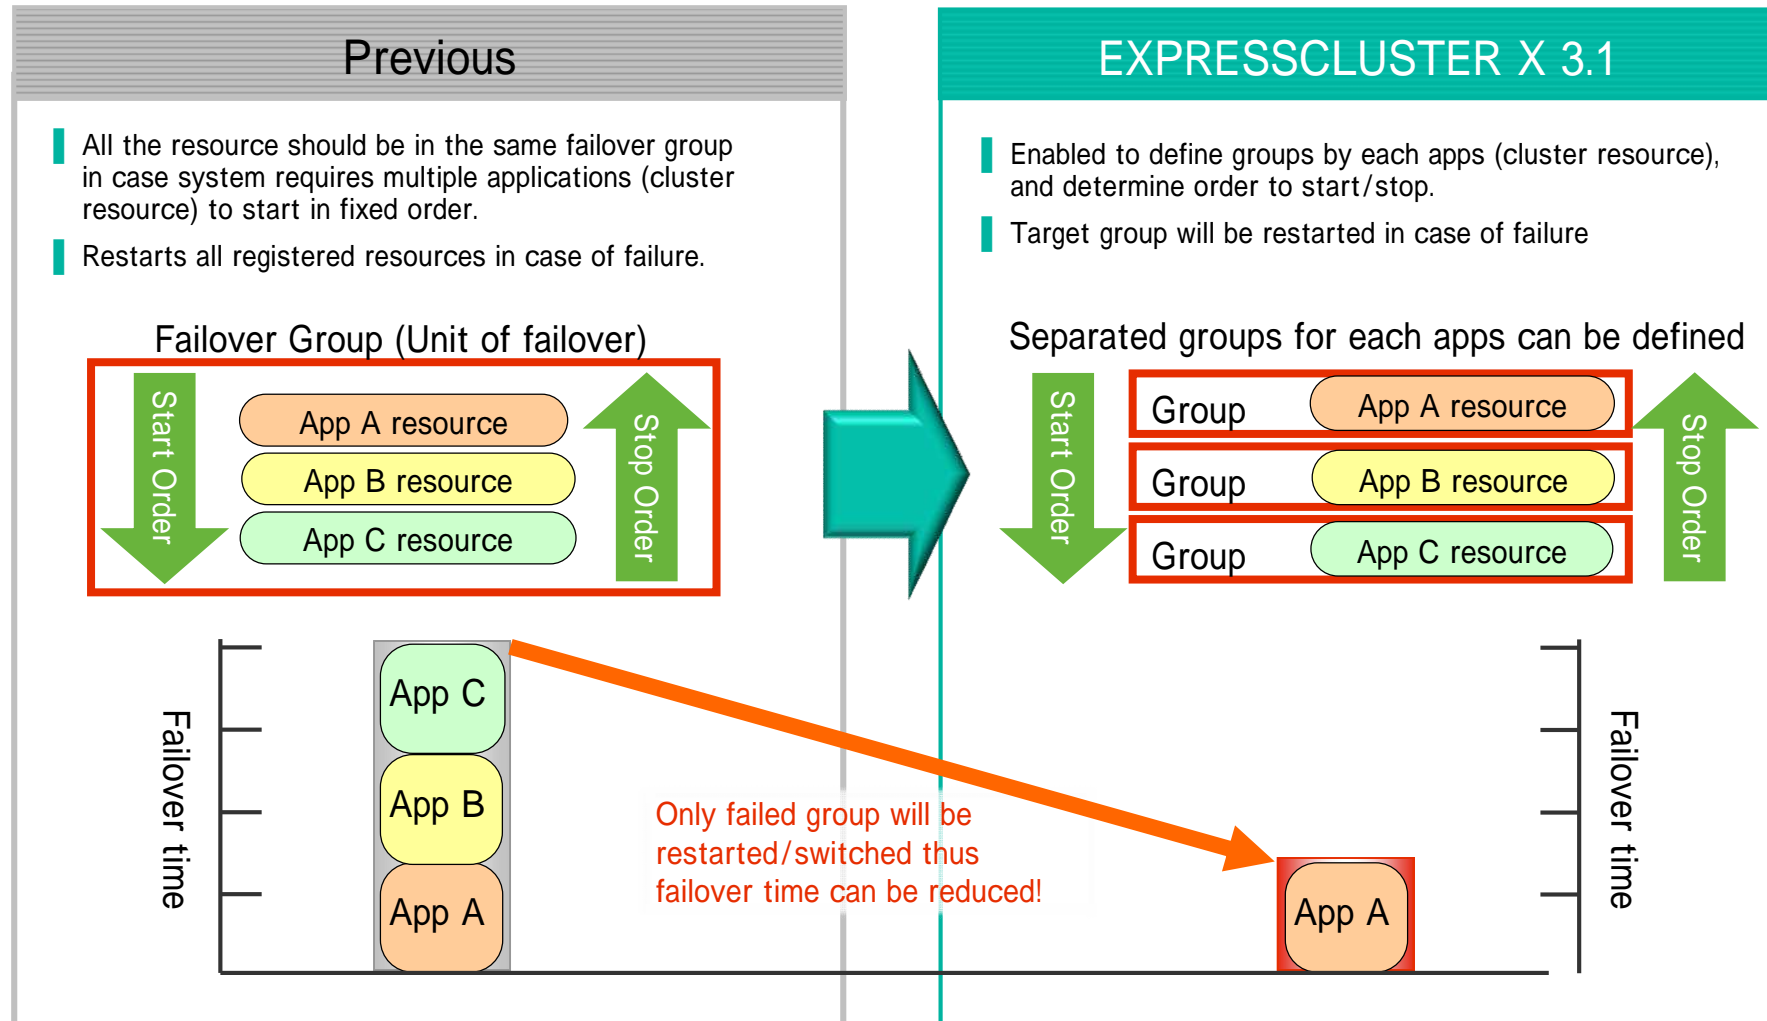 Previous
All the resource should be in the same failover group
in case system requires multiple applications (cluster
resource) to start in fixed order.
Restarts all registered resources in case of failure.
Failover Group (Unit of failover)
Start Order
App A resource
App B resource
App C resource
Stop Order
EXPRESSCLUSTER X 3.1
Enabled to define groups by each apps (cluster resource),
and determine order to start/stop.
Target group will be restarted in case of failure
Separated groups for each apps can be defined
Start Order
Group App A resource
Group App B resource
Group App C resource
Stop Order
Failover time
App C
App B
App A
Only failed group will be
restarted/switched thus
failover time can be reduced!
App A
Failover time